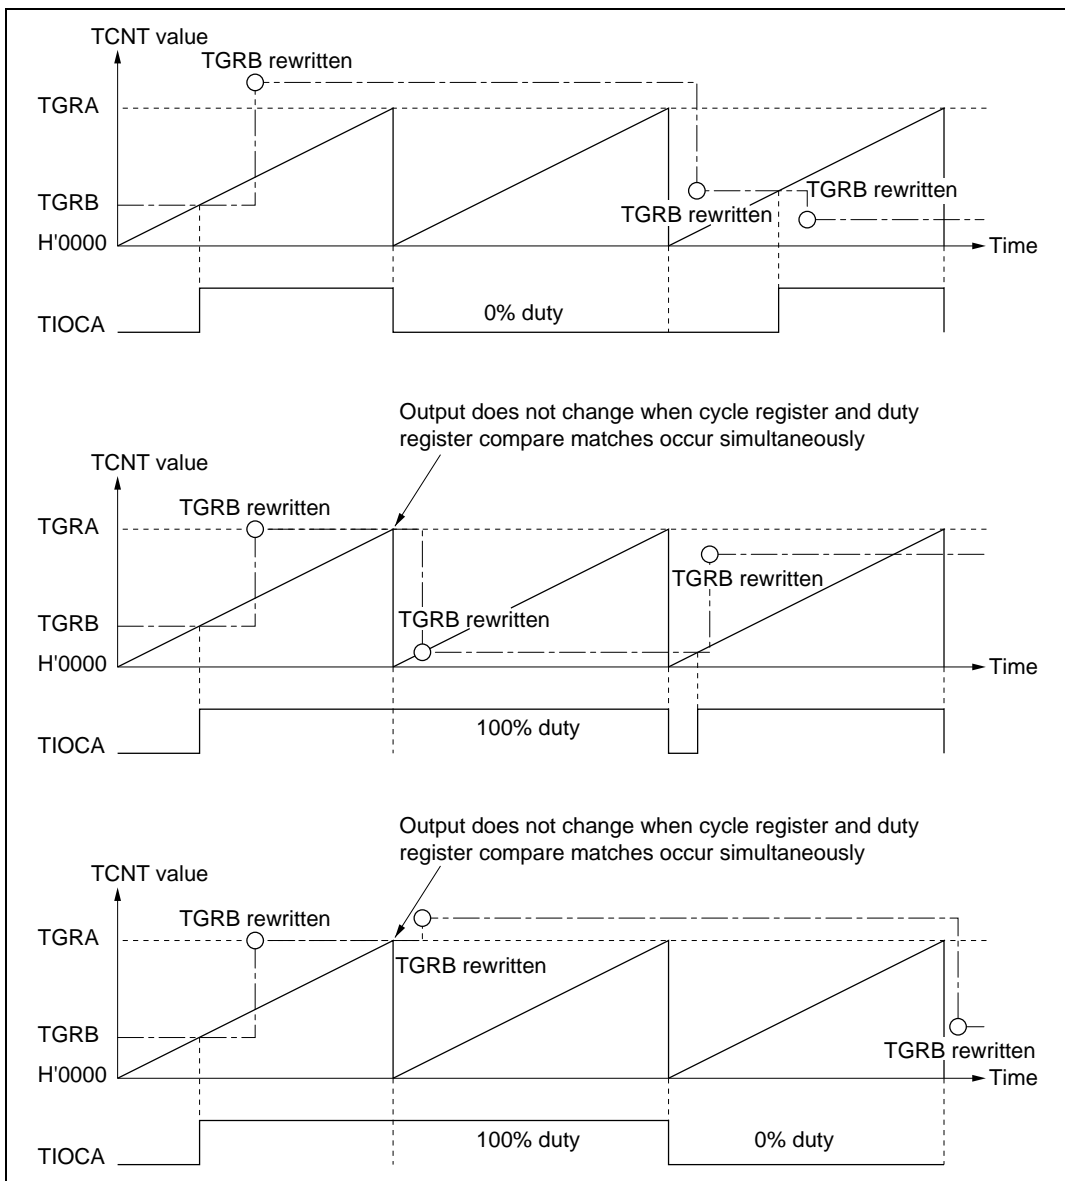 TCNT value
TGRB rewritten
TGRA
TGRB rewritten
TGRB
TGRB rewritten
H'0000
Time
0% duty
TIOCA
Output does not change when cycle register and duty
register compare matches occur simultaneously
TCNT value
TGRB rewritten
TGRA
TGRB rewritten
TGRB rewritten
TGRB
H'0000
Time
100% duty
TIOCA
Output does not change when cycle register and duty
register compare matches occur simultaneously
TCNT value
TGRB rewritten
TGRA
TGRB rewritten
TGRB
TGRB rewritten
H'0000
Time
100% duty
0% duty
TIOCA